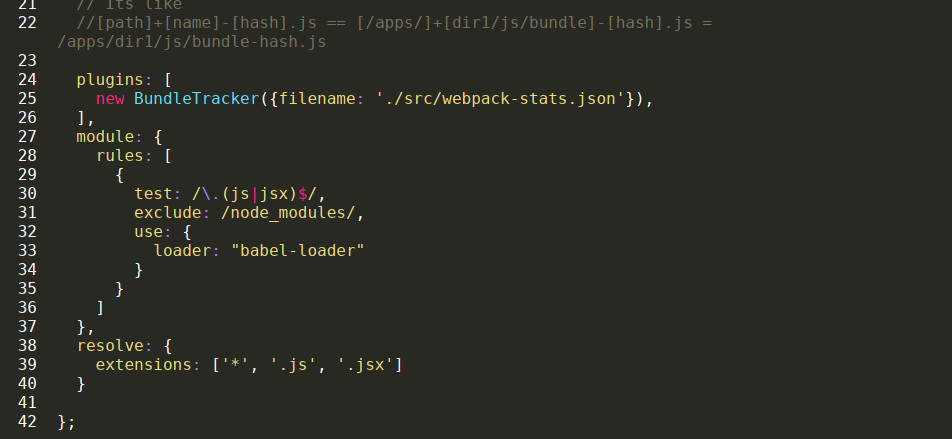 21 // Its like
22 //[path]+[name]-[hash].js == [/apps/]+[dir1/js/bundle]-[hash].js =
/apps/dir1/js/bundle-hash.js
23
24 plugins: [
25 new BundleTracker({filename: './src/webpack-stats.json'}),
26 ],
27 module: {
28 rules: [
29 {
30 test: /\.(js|jsx)$/,
31 exclude: /node_modules/,
32 use: {
33 loader: "babel-loader"
34 }
35 }
36 ]
37 },
38 resolve: {
39 extensions: ['*', '.js', '.jsx']
40 }
41
42 };